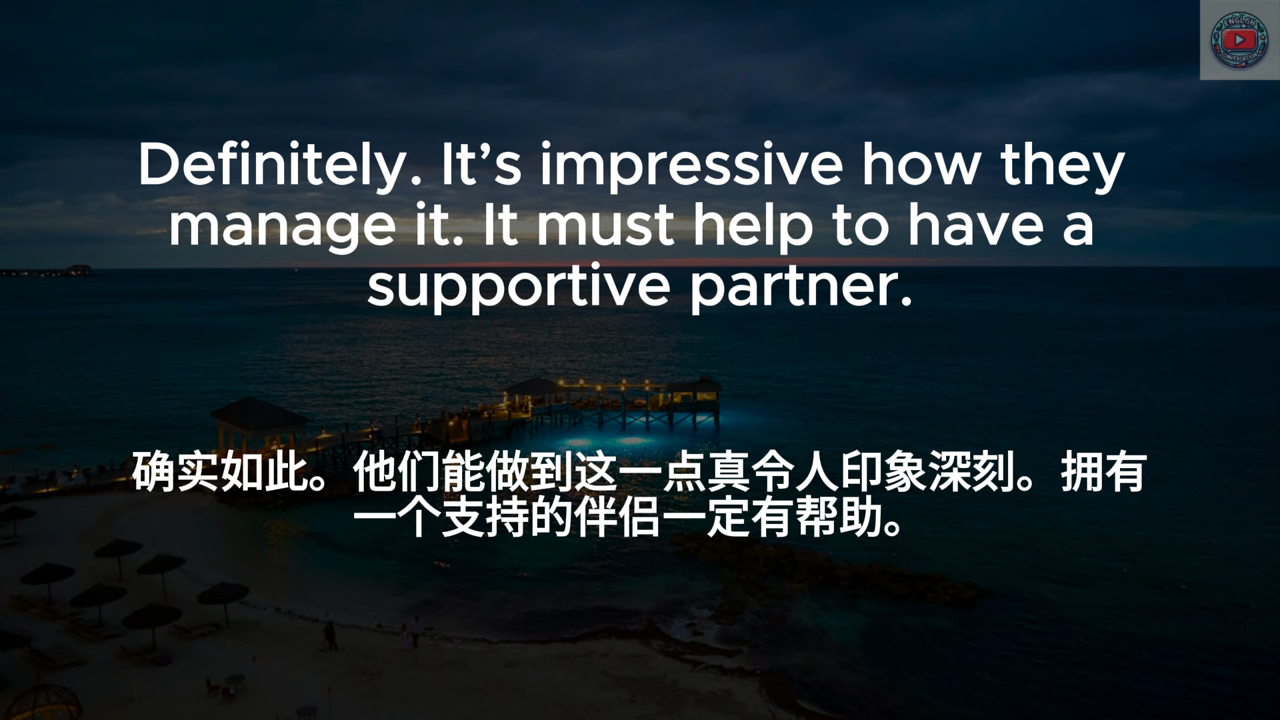 ENGLISH
CONVERSATION
Definitely. It’s impressive how they
manage it. It must help to have a
supportive partner.
确实如此。他们能做到这一点真令人印象深刻。拥有
一个支持的伴侣一定有帮助。